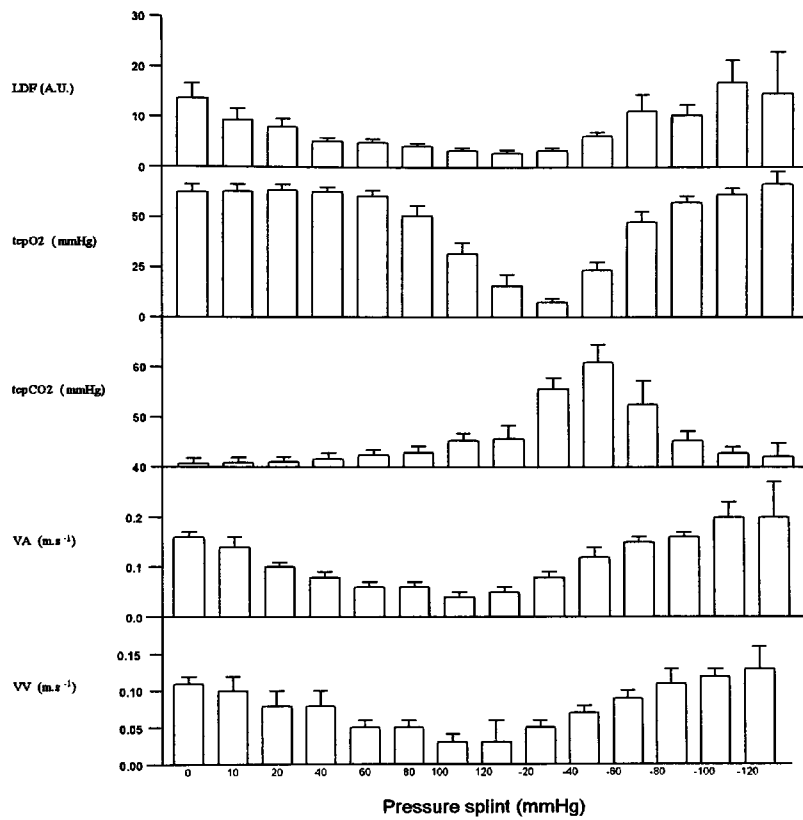 30
20
LDF (A.U.)
10
0
50
tcpO2 (mmHg)
25
0
60
tcpCO2 (mmHg)
50
40
0.2
VA (m.s -1)
0.1
0.0
0.15
0.10
VV (m.s -1)
0.05
0.00
0 10 20 40 60 80 100 120 -20 -40 -60 -80 -100 -120
Pressure splint (mmHg)